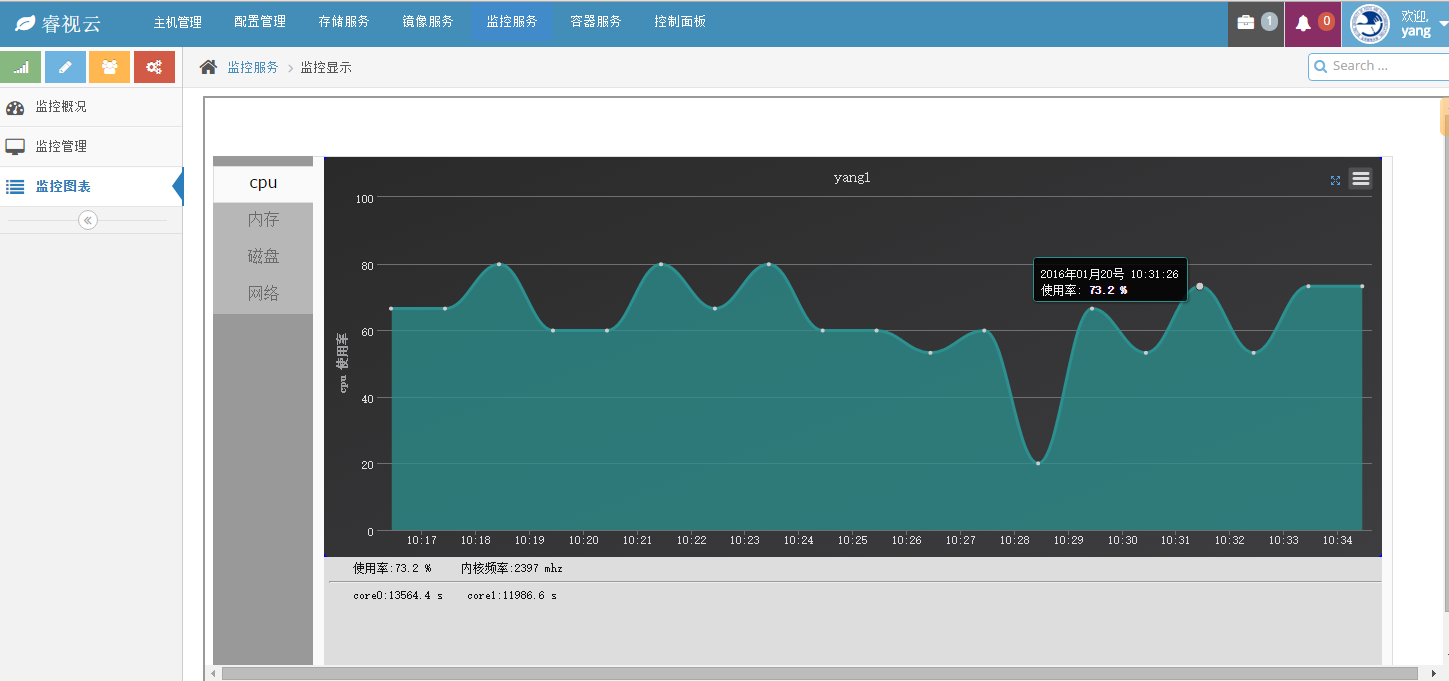 睿视云
主机管理 配置管理 存储服务 镜像服务 监控服务 容器服务 控制面板
1 0 欢迎,
yang
监控服务 > 监控显示
Search ...
监控概况
监控管理
监控图表
«
cpu
内存
磁盘
网络
yang1
100
80
60
40
20
0
cpu 使用率
2016年01月20号 10:31:26
使用率: 73.2 %
10:17 10:18 10:19 10:20 10:21 10:22 10:23 10:24 10:25 10:26 10:27 10:28 10:29 10:30 10:31 10:32 10:33 10:34
使用率:73.2 % 内核频率:2397 mhz
core0:13564.4 s core1:11986.6 s